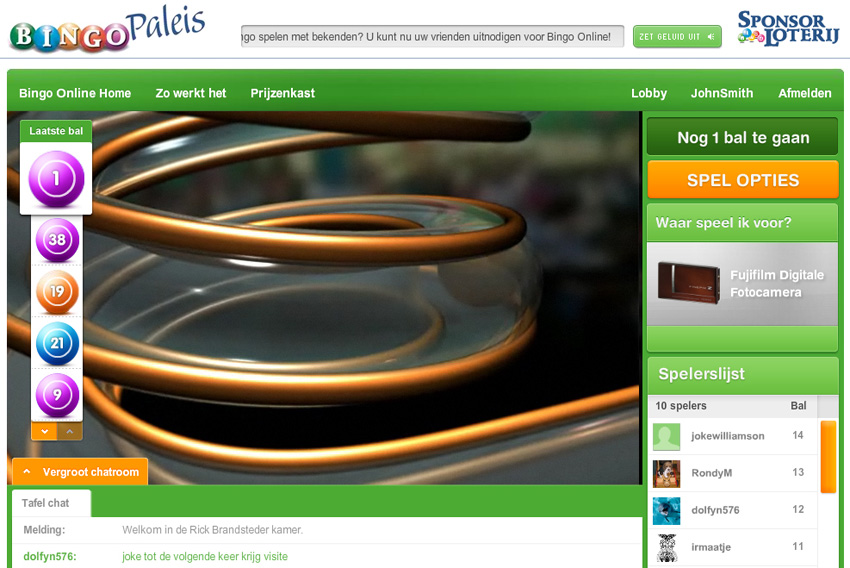 BINGO Paleis
ngo spelen met bekenden? U kunt nu uw vrienden uitnodigen voor Bingo Online!
ZET GELUID UIT
SPONSOR
LOTERIJ
Bingo Online Home
Zo werkt het
Prijzenkast
Lobby
JohnSmith
Afmelden
Laatste bal
1
38
19
21
9
Nog 1 bal te gaan
SPEL OPTIES
Waar speel ik voor?
Fujifilm Digitale
Fotocamera
Spelerslijst
10 spelers Bal
jokewilliamson 14
RondyM 13
dolfyn576 12
irmaatje 11
Vergroot chatroom
Tafel chat
Melding: Welkom in de Rick Brandsteder kamer.
dolfyn576: joke tot de volgende keer krijg visite